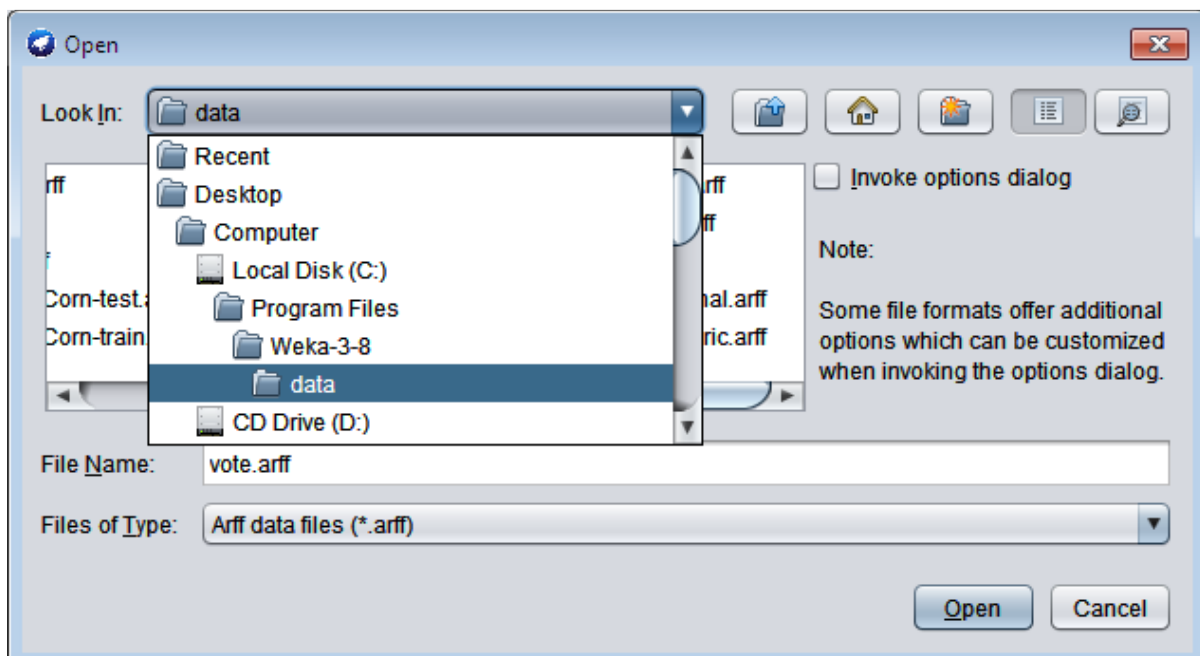 Open
Look In: data
Recent
Desktop
Computer
Local Disk (C:)
Program Files
Weka-3-8
data
CD Drive (D:)
rff
Corn-test.a
Corn-train.
rff
ff
nal.arff
ric.arff
Invoke options dialog
Note:
Some file formats offer additional
options which can be customized
when invoking the options dialog.
File Name: vote.arff
Files of Type: Arff data files (*.arff)
Open Cancel